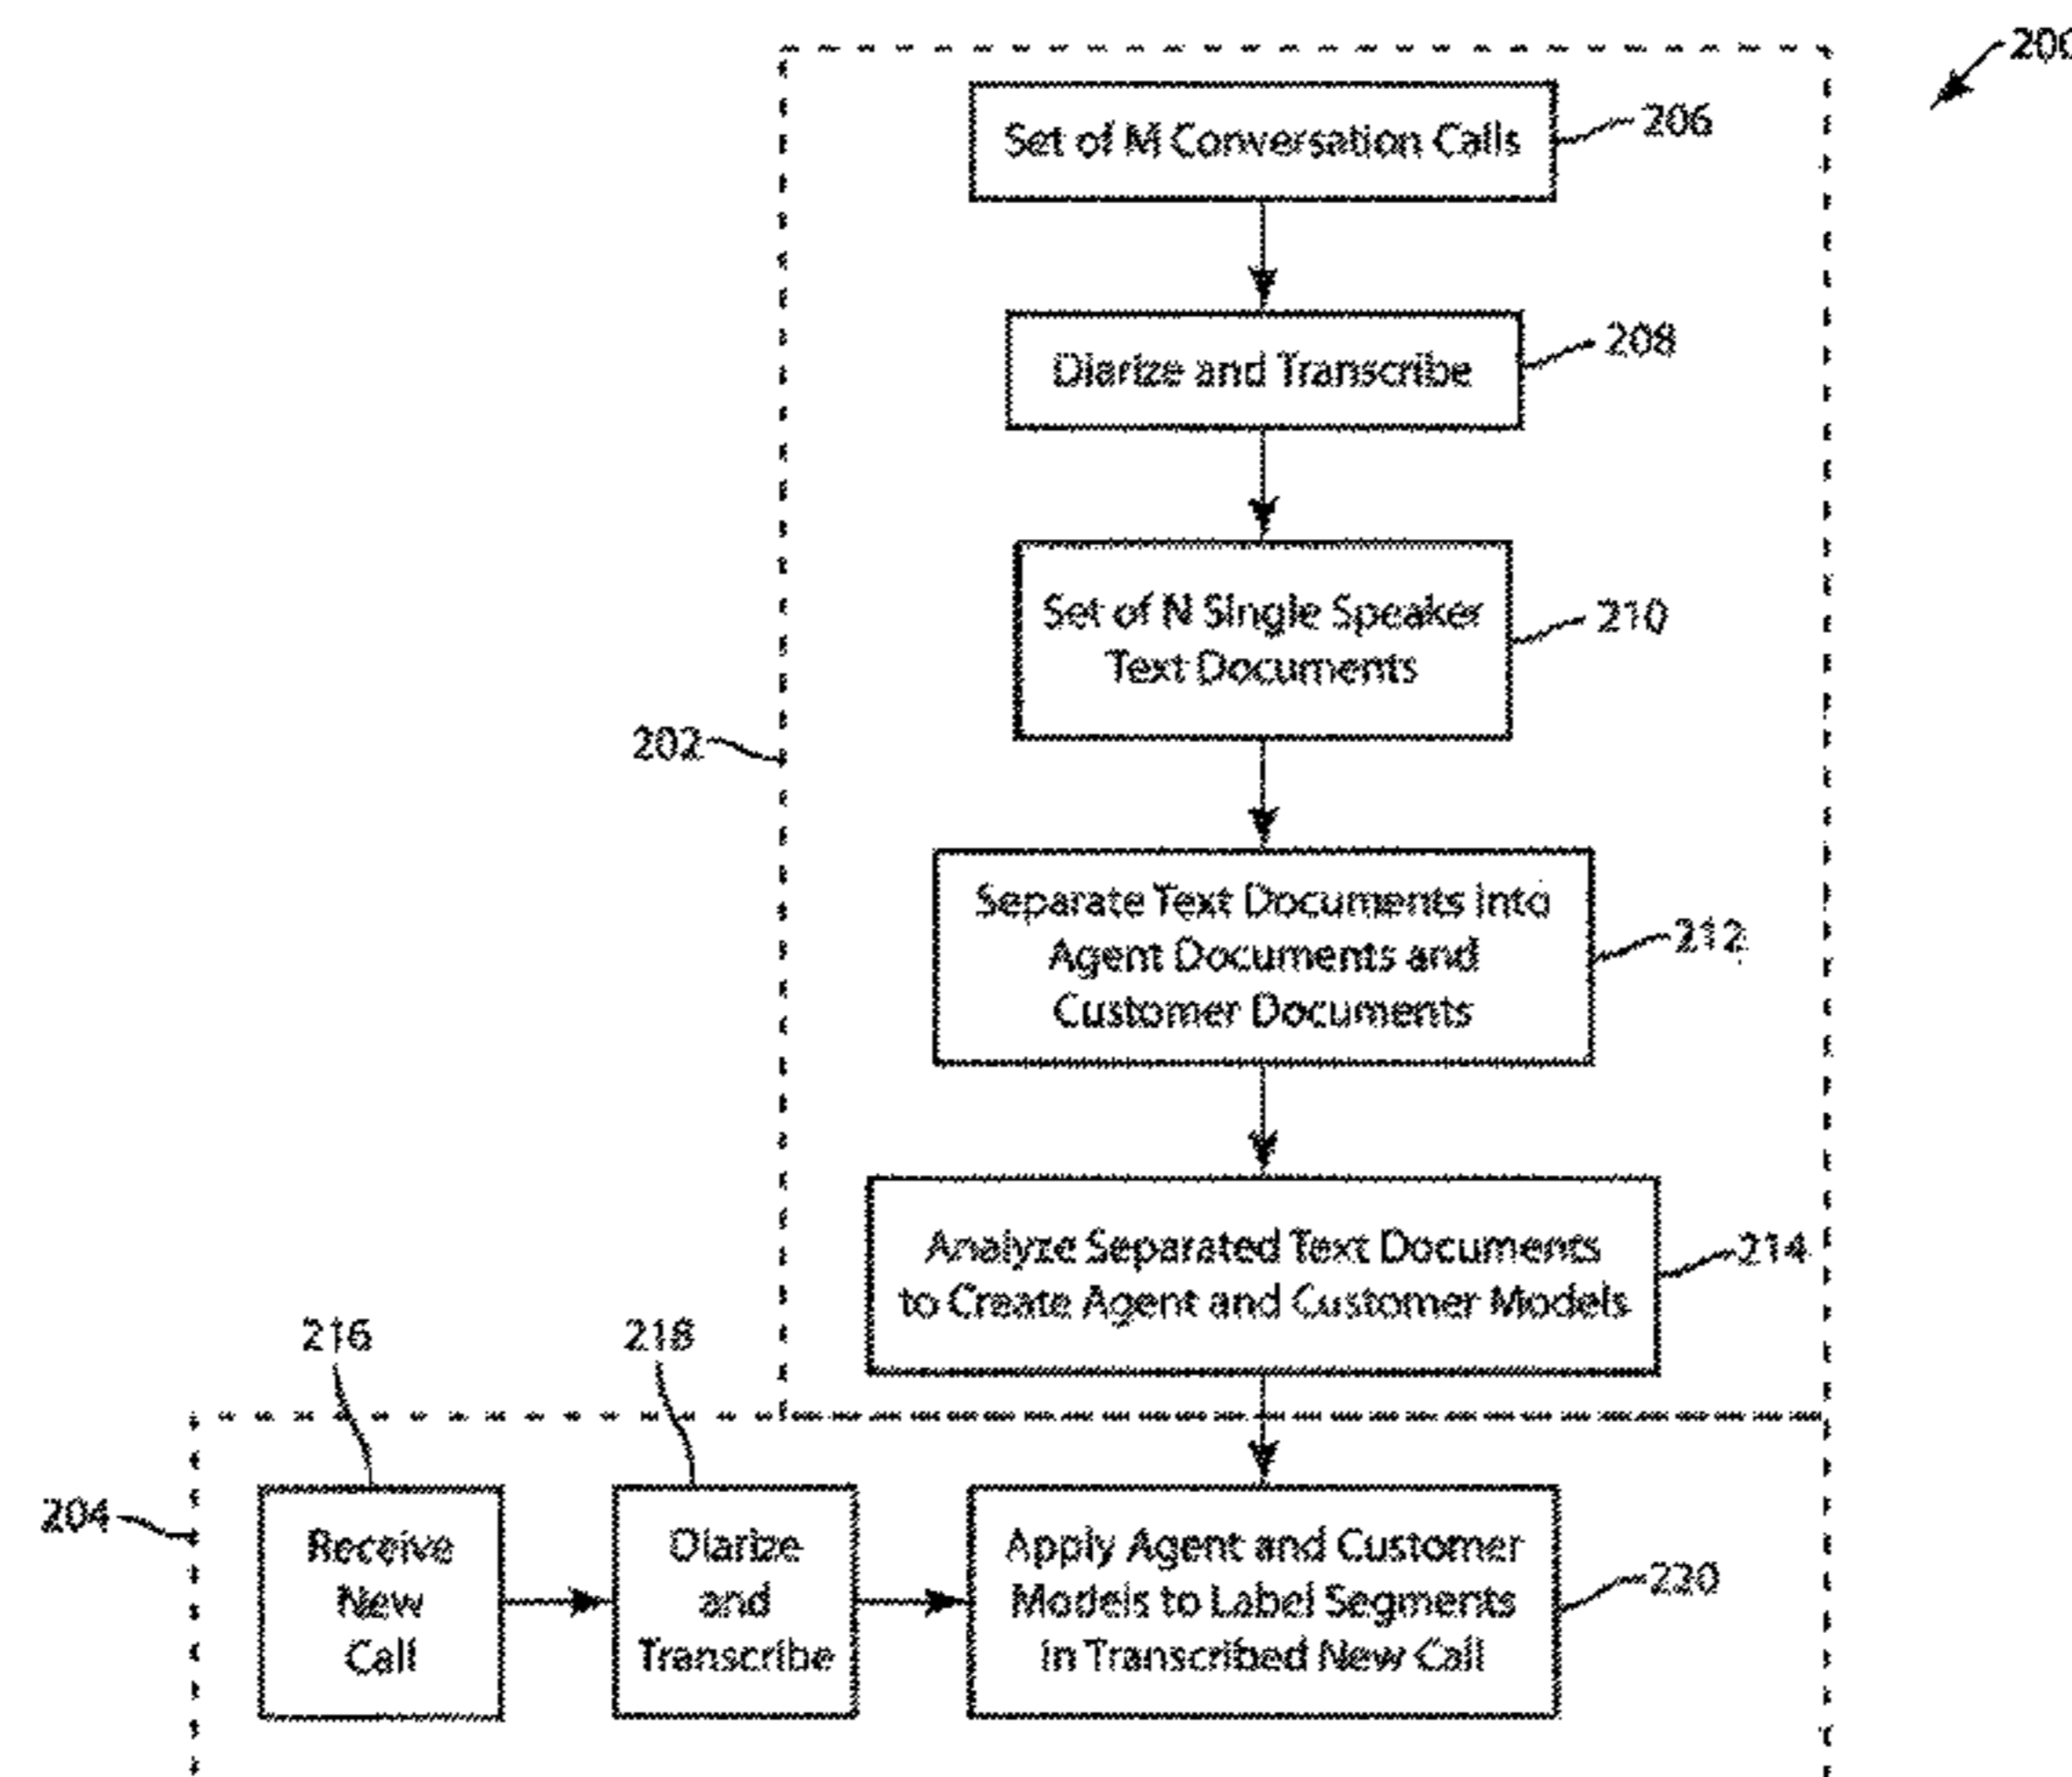 200
Set of M Conversation Calls
206
Diarize and Transcribe
208
Set of N Single Speaker
Text Documents
210
202
Separate Text Documents into
Agent Documents and
Customer Documents
212
Analyze Separated Text Documents
to Create Agent and Customer Models
214
216
218
204
Receive
New
Call
Diarize
and
Transcribe
Apply Agent and Customer
Models to Label Segments
in Transcribed New Call
220